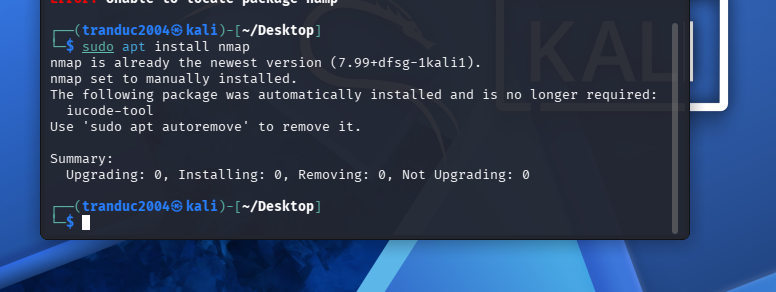 Error: Unable to locate package namp
┌──(tranduc2004㉿kali)-[~/Desktop]
└─$ sudo apt install nmap
nmap is already the newest version (7.99+dfsg-1kali1).
nmap set to manually installed.
The following package was automatically installed and is no longer required:
  iucode-tool
Use 'sudo apt autoremove' to remove it.

Summary:
  Upgrading: 0, Installing: 0, Removing: 0, Not Upgrading: 0

┌──(tranduc2004㉿kali)-[~/Desktop]
└─$
KALI